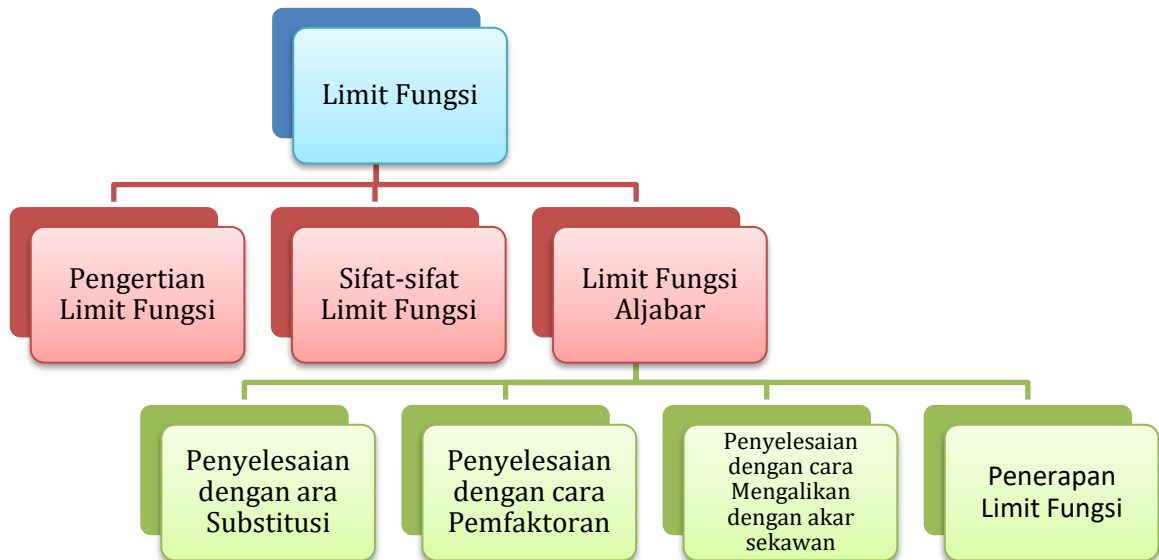 Limit Fungsi
Pengertian
Limit Fungsi
Sifat-sifat
Limit Fungsi
Limit Fungsi
Aljabar
Penyelesaian
dengan ara
Substitusi
Penyelesaian
dengan cara
Pemfaktoran
Penyelesaian
dengan cara
Mengalikan
dengan akar
sekawan
Penerapan
Limit Fungsi